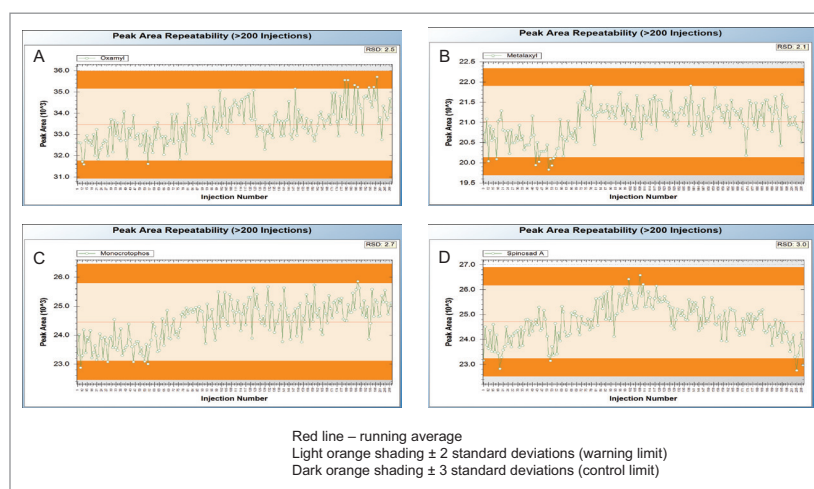 Peak Area Repeatability (>200 Injections)
RSD: 2.5
A
Oxamyl
36.0
35.0
34.0
33.0
32.0
31.0
Peak Area (10^3)
Injection Number
Peak Area Repeatability (>200 Injections)
RSD: 2.1
B
Metalaxyl
22.5
22.0
21.5
21.0
20.5
20.0
19.5
Peak Area (10^3)
Injection Number
Peak Area Repeatability (>200 Injections)
RSD: 2.7
C
Monocrotophos
26.0
25.0
24.0
23.0
Peak Area (10^3)
Injection Number
Peak Area Repeatability (>200 Injections)
RSD: 3.0
D
Spinosad A
27.0
26.0
25.0
24.0
23.0
Peak Area (10^3)
Injection Number
Red line – running average
Light orange shading ± 2 standard deviations (warning limit)
Dark orange shading ± 3 standard deviations (control limit)